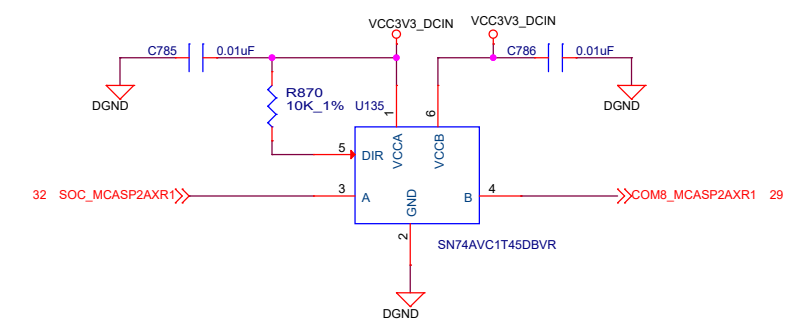 VCC3V3_DCIN
VCC3V3_DCIN
C785
0.01uF
C786
0.01uF
DGND
R870
10K_1%
U135
1
6
DGND
5
DIR
VCCA
VCCB
32
SOC_MCASP2AXR1
3
A
GND
B
4
COM8_MCASP2AXR1
29
2
SN74AVC1T45DBVR
DGND